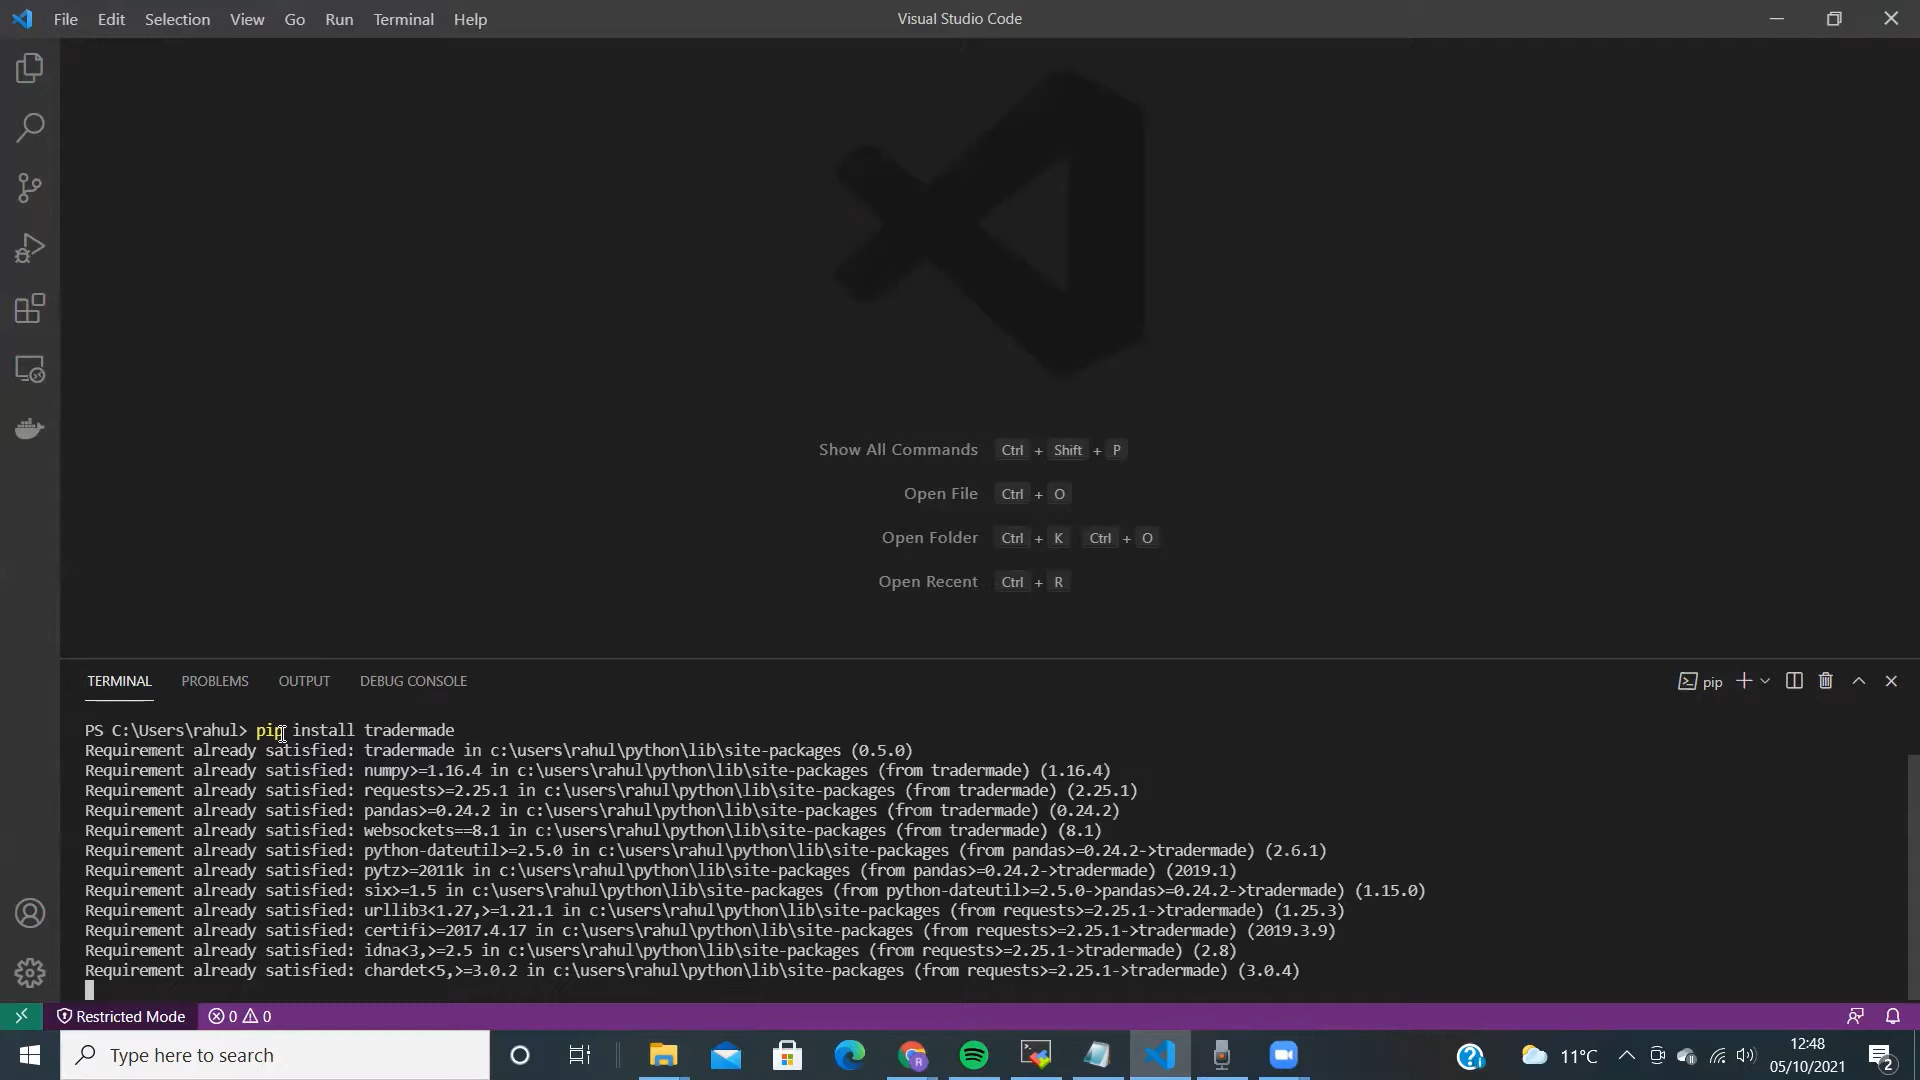 File Edit Selection View Go Run Terminal Help
Visual Studio Code
Show All Commands Ctrl + Shift + P
Open File Ctrl + O
Open Folder Ctrl + K Ctrl + O
Open Recent Ctrl + R
TERMINAL PROBLEMS OUTPUT DEBUG CONSOLE
pip
PS C:\Users\rahul> pip install tradermade
Requirement already satisfied: tradermade in c:\users\rahul\python\lib\site-packages (0.5.0)
Requirement already satisfied: numpy>=1.16.4 in c:\users\rahul\python\lib\site-packages (from tradermade) (1.16.4)
Requirement already satisfied: requests>=2.25.1 in c:\users\rahul\python\lib\site-packages (from tradermade) (2.25.1)
Requirement already satisfied: pandas>=0.24.2 in c:\users\rahul\python\lib\site-packages (from tradermade) (0.24.2)
Requirement already satisfied: websockets==8.1 in c:\users\rahul\python\lib\site-packages (from tradermade) (8.1)
Requirement already satisfied: python-dateutil>=2.5.0 in c:\users\rahul\python\lib\site-packages (from pandas>=0.24.2->tradermade) (2.6.1)
Requirement already satisfied: pytz>=2011k in c:\users\rahul\python\lib\site-packages (from pandas>=0.24.2->tradermade) (2019.1)
Requirement already satisfied: six>=1.5 in c:\users\rahul\python\lib\site-packages (from python-dateutil>=2.5.0->pandas>=0.24.2->tradermade) (1.15.0)
Requirement already satisfied: urllib3<1.27,>=1.21.1 in c:\users\rahul\python\lib\site-packages (from requests>=2.25.1->tradermade) (1.25.3)
Requirement already satisfied: certifi>=2017.4.17 in c:\users\rahul\python\lib\site-packages (from requests>=2.25.1->tradermade) (2019.3.9)
Requirement already satisfied: idna<3,>=2.5 in c:\users\rahul\python\lib\site-packages (from requests>=2.25.1->tradermade) (2.8)
Requirement already satisfied: chardet<5,>=3.0.2 in c:\users\rahul\python\lib\site-packages (from requests>=2.25.1->tradermade) (3.0.4)
Restricted Mode 0 0
Type here to search
11°C
12:48
05/10/2021
2